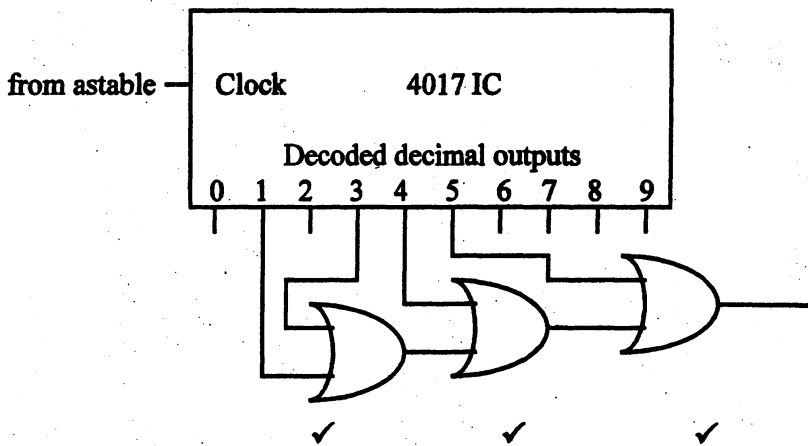 from astable Clock 4017 IC
Decoded decimal outputs
0 1 2 3 4 5 6 7 8 9
✓ ✓ ✓